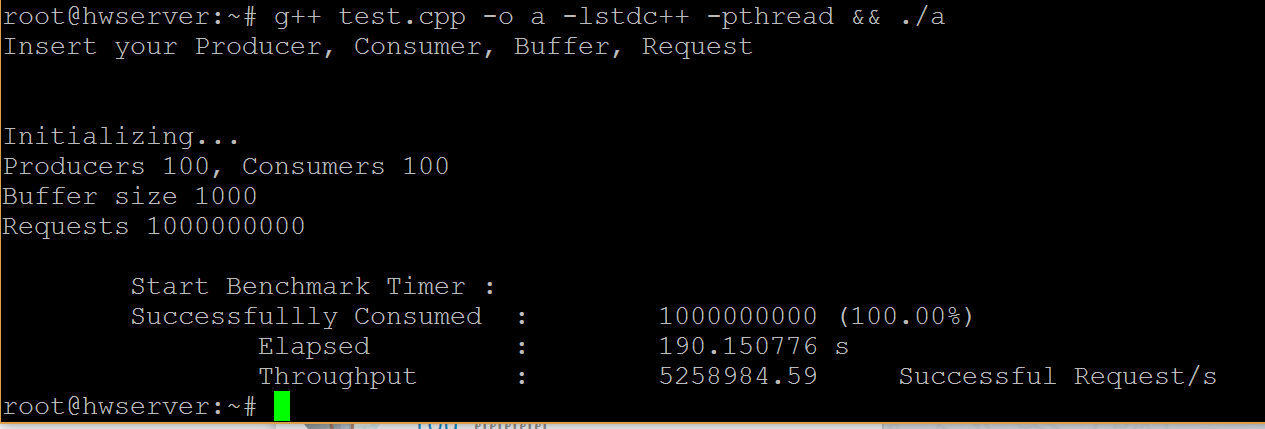 root@hwserver:~# g++ test.cpp -o a -lstdc++ -pthread && ./a
Insert your Producer, Consumer, Buffer, Request
Initializing...
Producers 100, Consumers 100
Buffer size 1000
Requests 1000000000
Start Benchmark Timer :
Successfullly Consumed : 1000000000 (100.00%)
Elapsed : 190.150776 s
Throughput : 5258984.59 Successful Request/s
root@hwserver:~#